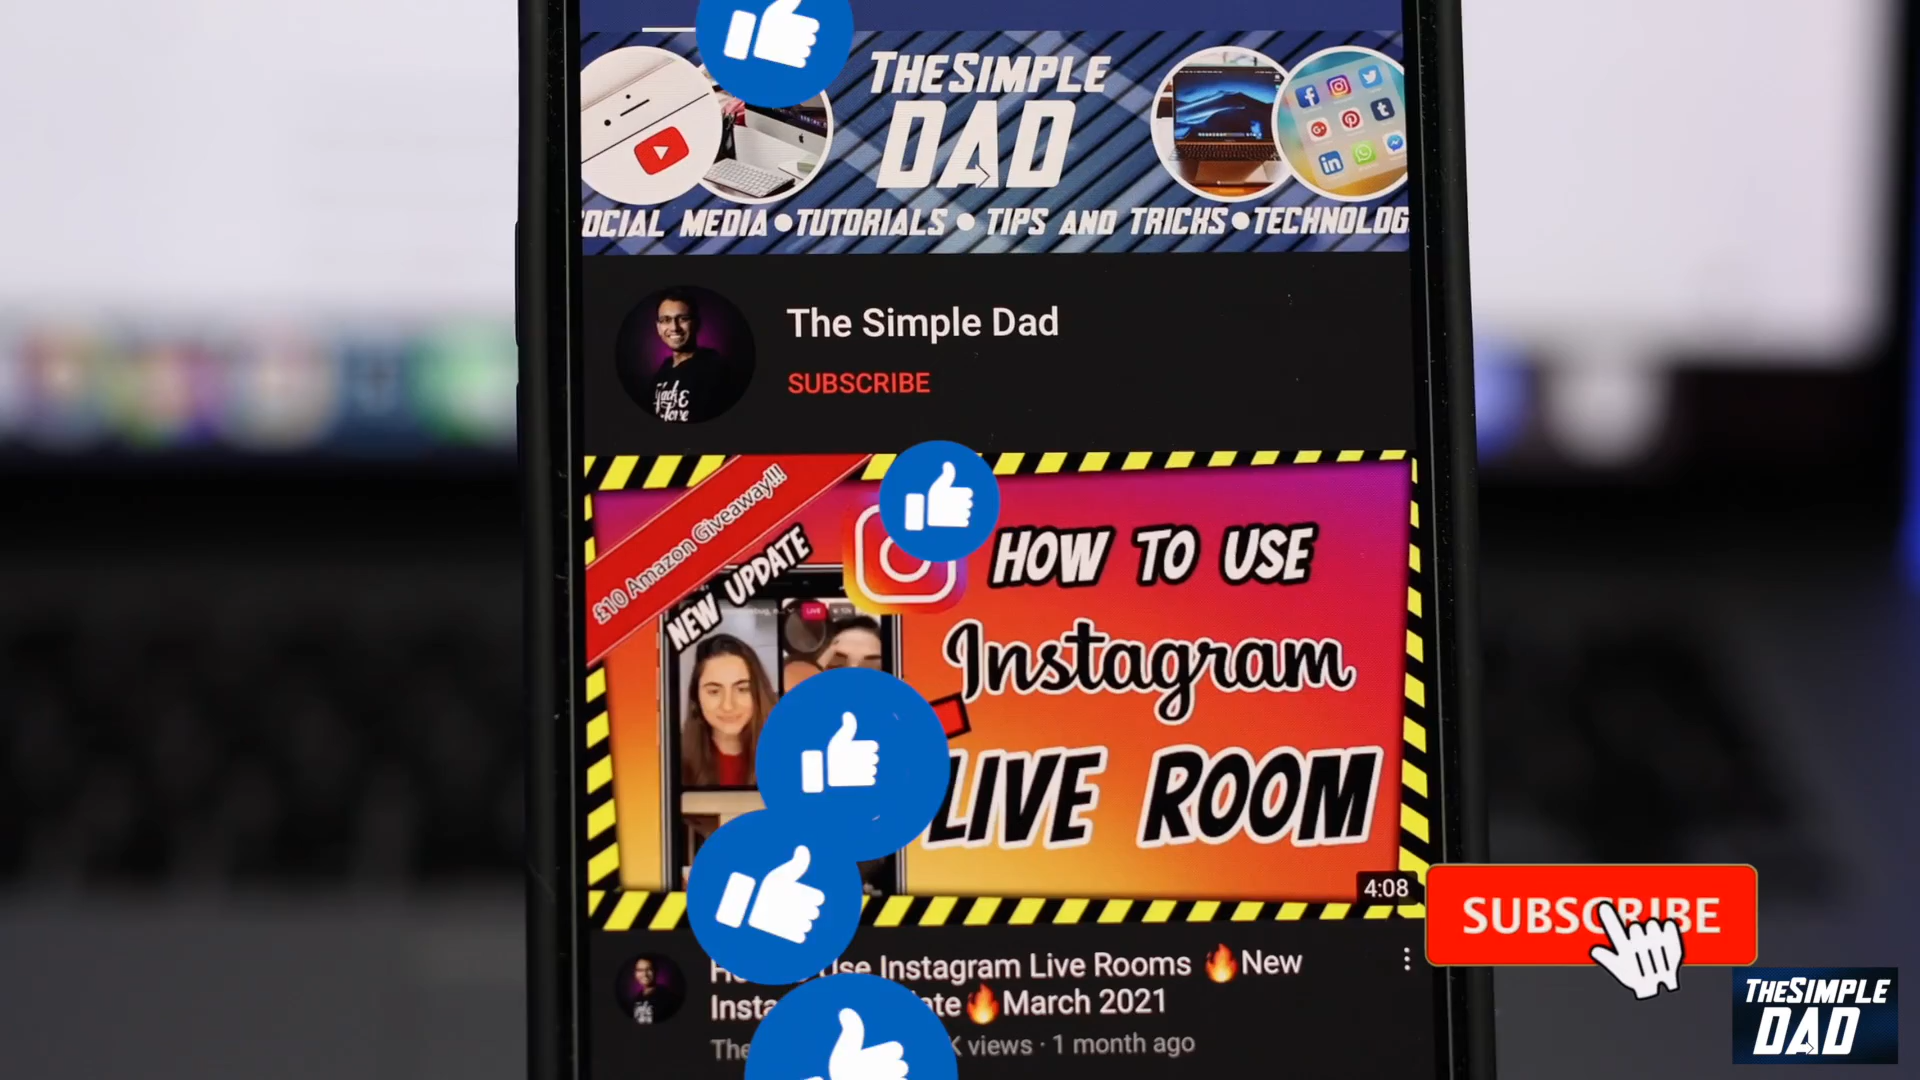 THE SIMPLE
DAD
OCIAL MEDIA • TUTORIALS • TIPS AND TRICKS • TECHNOLOG
The Simple Dad
SUBSCRIBE
£10 Amazon Giveaway!!!
NEW UPDATE
LIVE
HOW TO USE
Instagram
LIVE ROOM
4:08
Use Instagram Live Rooms 🔥New
March 2021
views · 1 month ago
SUBSCRIBE
THE SIMPLE
DAD